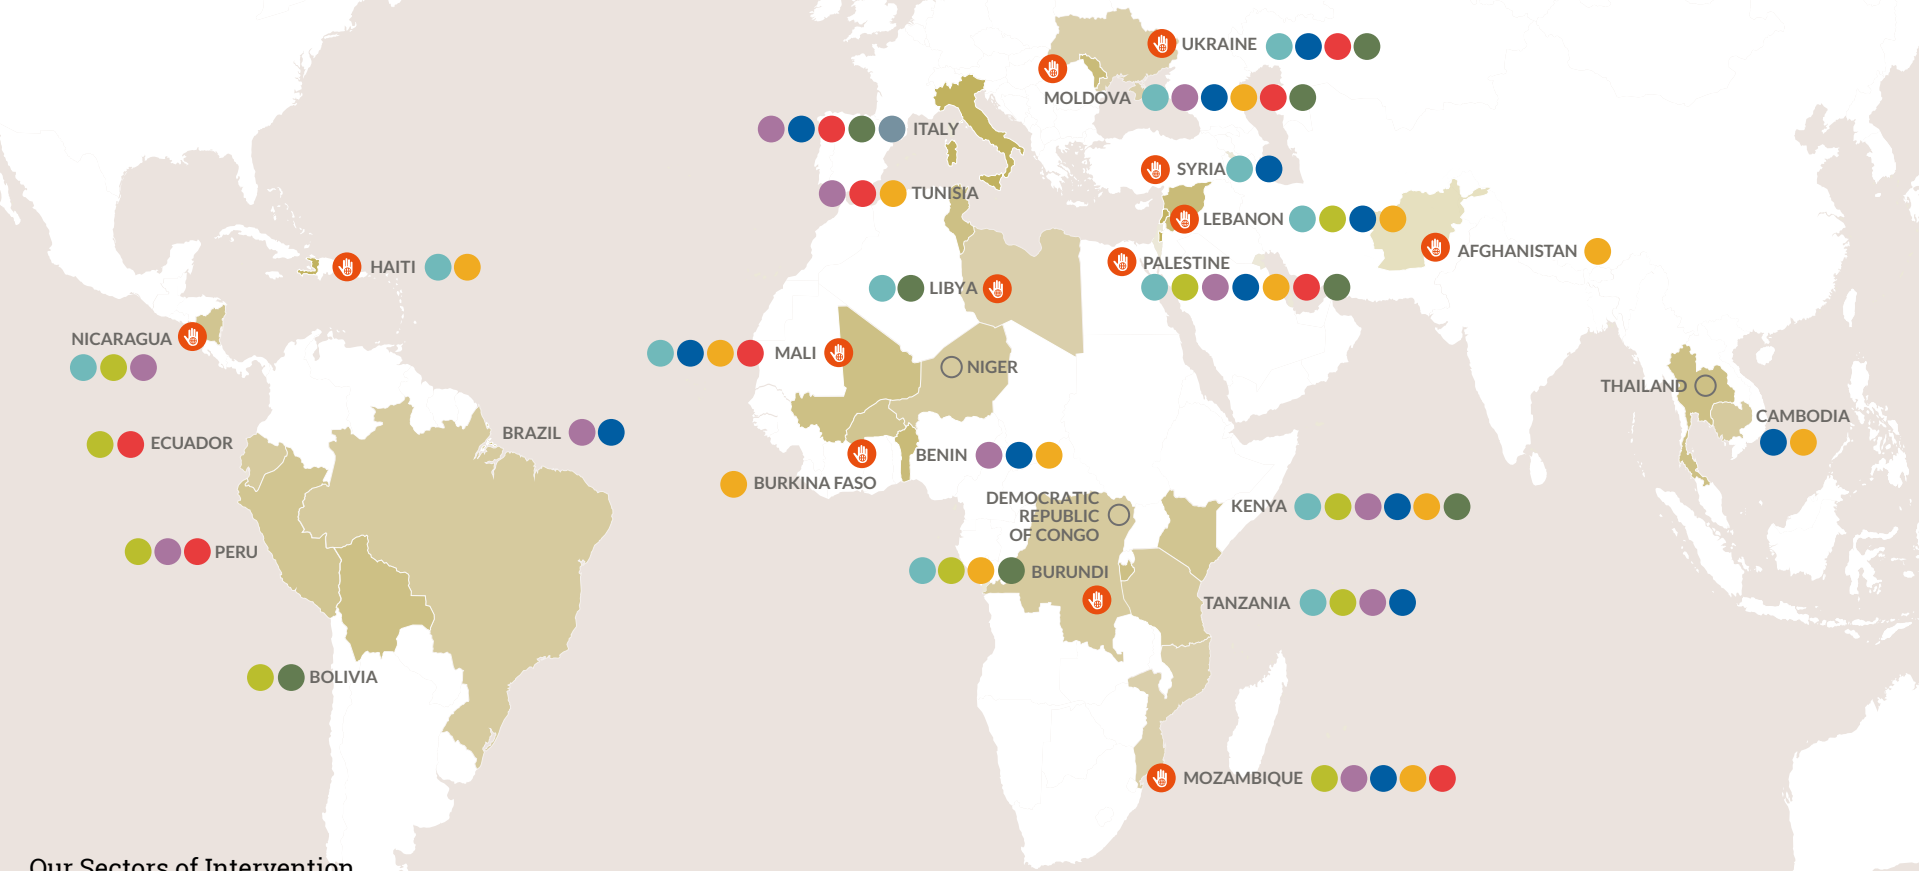 UKRAINE
MOLDOVA
ITALY
SYRIA
TUNISIA
LEBANON
AFGHANISTAN
PALESTINE
HAITI
LIBYA
NICARAGUA
MALI
NIGER
THAILAND
CAMBODIA
BRAZIL
ECUADOR
BENIN
BURKINA FASO
DEMOCRATIC
REPUBLIC
OF CONGO
KENYA
PERU
BURUNDI
TANZANIA
BOLIVIA
MOZAMBIQUE
Our Sectors of Intervention